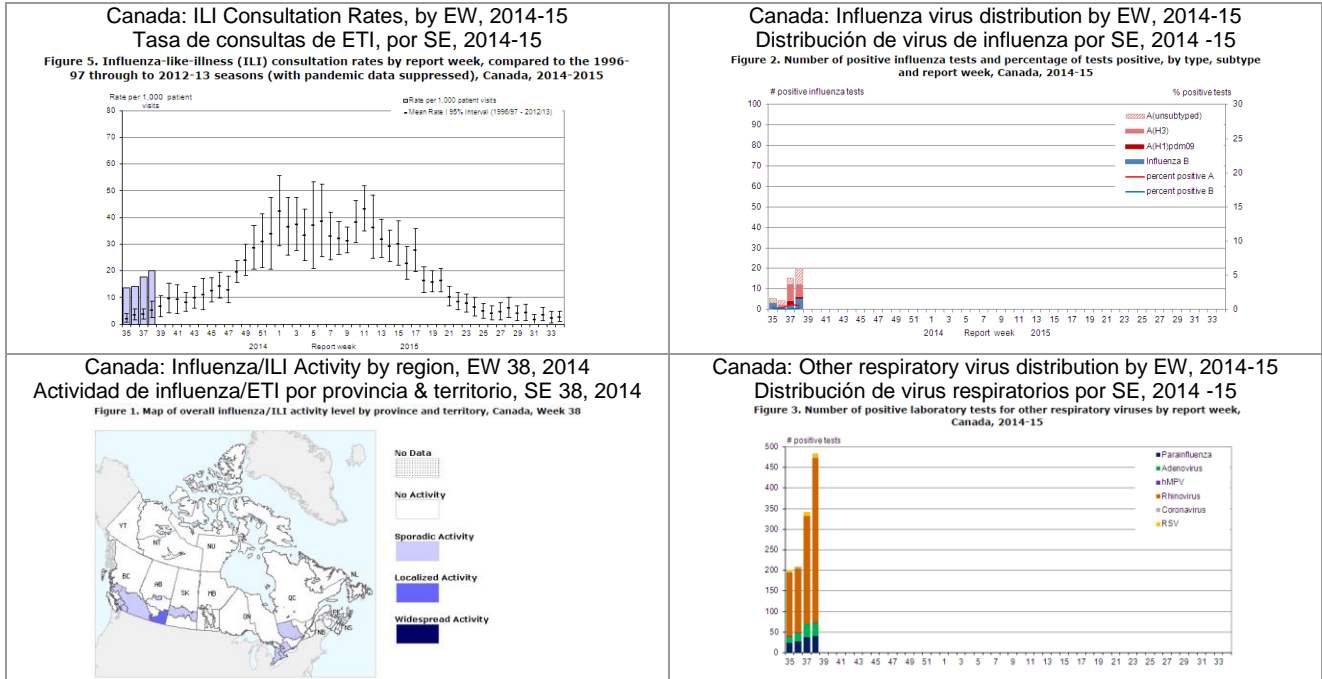 Canada: ILI Consultation Rates, by EW, 2014-15
Tasa de consultas de ETI, por SE, 2014-15
Figure 5. Influenza-like-illness (ILI) consultation rates by report week, compared to the 1996-
97 through to 2012-13 seasons (with pandemic data suppressed), Canada, 2014-2015
Rate per 1,000 patient
visits
Rate per 1,000 patient visits
Mean Rate | 95% Interval (1996/97 - 2012/13)
80
70
60
50
40
30
20
10
0
35 37 39 41 43 45 47 49 51 1 3 5 7 9 11 13 15 17 19 21 23 25 27 29 31 33
2014 Report week 2015
Canada: Influenza virus distribution by EW, 2014-15
Distribución de virus de influenza por SE, 2014 -15
Figure 2. Number of positive influenza tests and percentage of tests positive, by type, subtype
and report week, Canada, 2014-15
# positive influenza tests
% positive tests
100
90
80
70
60
50
40
30
20
10
0
30
25
20
15
10
5
0
A(unsubtyped)
A(H3)
A(H1)pdm09
Influenza B
percent positive A
percent positive B
35 37 39 41 43 45 47 49 51 1 3 5 7 9 11 13 15 17 19 21 23 25 27 29 31 33
2014 Report week 2015
Canada: Influenza/ILI Activity by region, EW 38, 2014
Actividad de influenza/ETI por provincia & territorio, SE 38, 2014
Figure 1. Map of overall influenza/ILI activity level by province and territory, Canada, Week 38
YT
NT
NU
BC
AB
SK
MB
ON
QC
NL
PE
NB
NS
No Data
No Activity
Sporadic Activity
Localized Activity
Widespread Activity
Canada: Other respiratory virus distribution by EW, 2014-15
Distribución de virus respiratorios por SE, 2014 -15
Figure 3. Number of positive laboratory tests for other respiratory viruses by report week,
Canada, 2014-15
# positive tests
500
450
400
350
300
250
200
150
100
50
0
Parainfluenza
Adenovirus
hMPV
Rhinovirus
Coronavirus
RSV
35 37 39 41 43 45 47 49 51 1 3 5 7 9 11 13 15 17 19 21 23 25 27 29 31 33